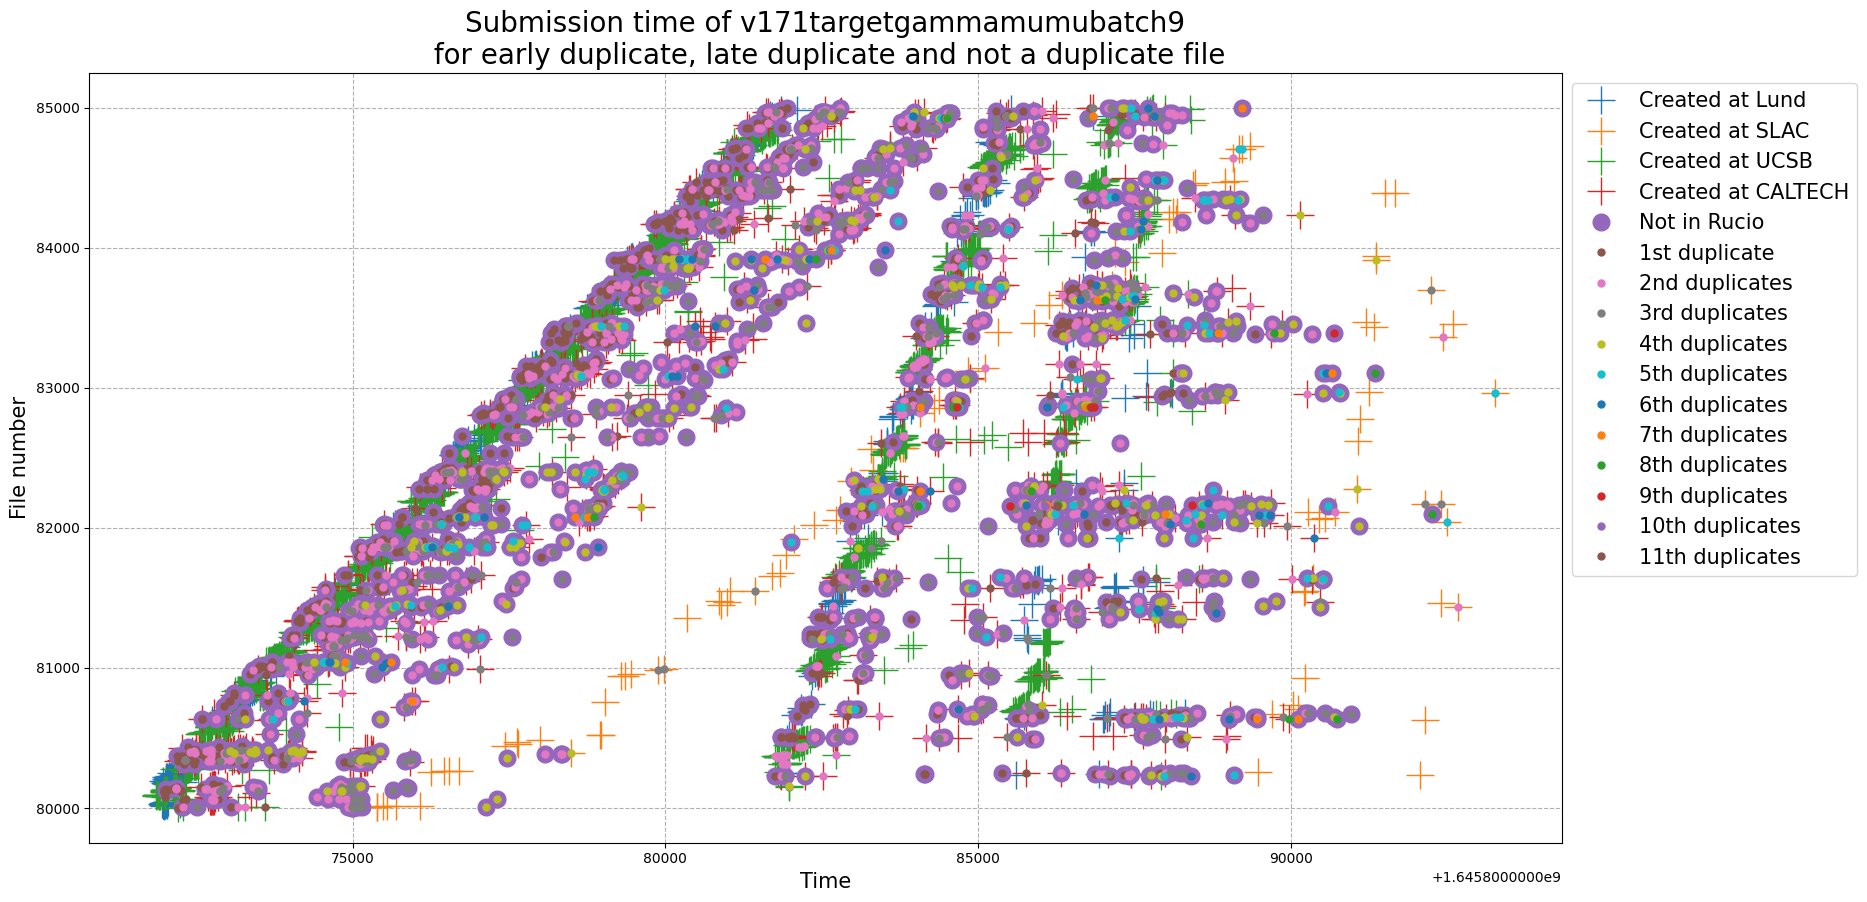 Submission time of v171targetgammamumubatch9
for early duplicate, late duplicate and not a duplicate file
File number
85000
84000
83000
82000
81000
80000
75000
80000
85000
90000
Time
+1.6458000000e9
Created at Lund
Created at SLAC
Created at UCSB
Created at CALTECH
Not in Rucio
1st duplicate
2nd duplicates
3rd duplicates
4th duplicates
5th duplicates
6th duplicates
7th duplicates
8th duplicates
9th duplicates
10th duplicates
11th duplicates